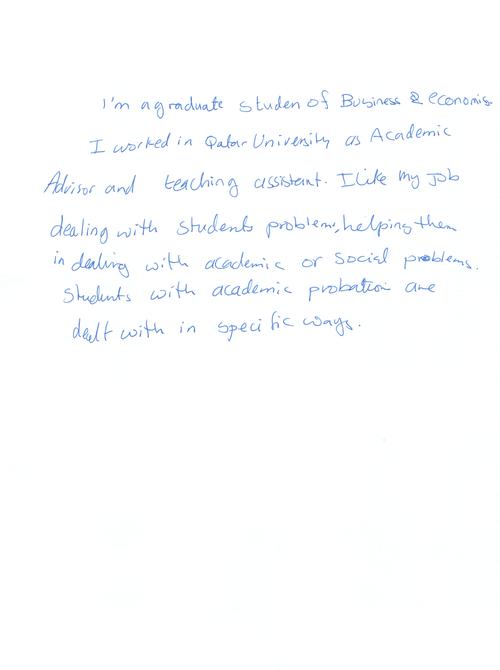 I'm a graduate studen of Business & economis
I worked in Qatar University as Academic
Advisor and teaching assistant. I like my job
dealing with students problems, helping them
in dealing with academic or social problems.
Students with academic probation are
dealt with in specific ways.